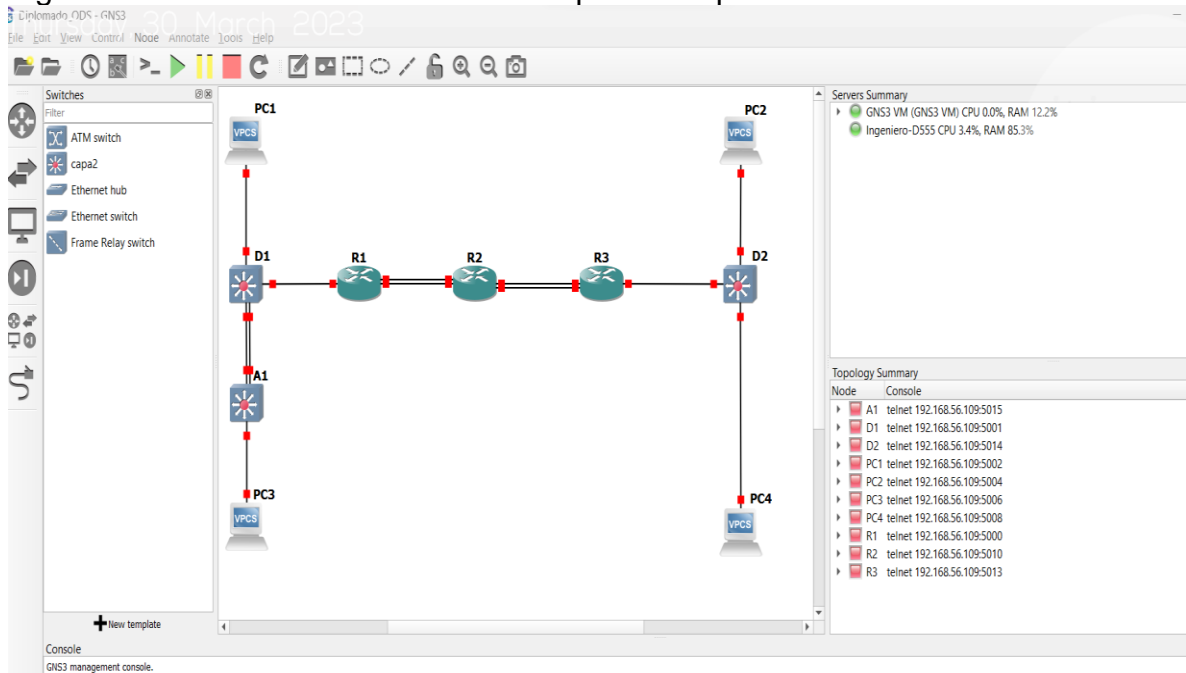 Diplomado_ODS - GNS3
Thursday, 30 March 2023
File Edit View Control Node Annotate Tools Help
Switches
Filter
ATM switch
capa2
Ethernet hub
Ethernet switch
Frame Relay switch
New template
PC1
VPCS
PC2
VPCS
D1
R1
R2
R3
D2
A1
PC3
VPCS
PC4
VPCS
Servers Summary
GNS3 VM (GNS3 VM) CPU 0.0%, RAM 12.2%
Ingeniero-D555 CPU 3.4%, RAM 85.3%
Topology Summary
Node Console
A1 telnet 192.168.56.109:5015
D1 telnet 192.168.56.109:5001
D2 telnet 192.168.56.109:5014
PC1 telnet 192.168.56.109:5002
PC2 telnet 192.168.56.109:5004
PC3 telnet 192.168.56.109:5006
PC4 telnet 192.168.56.109:5008
R1 telnet 192.168.56.109:5000
R2 telnet 192.168.56.109:5010
R3 telnet 192.168.56.109:5013
Console
GNS3 management console.